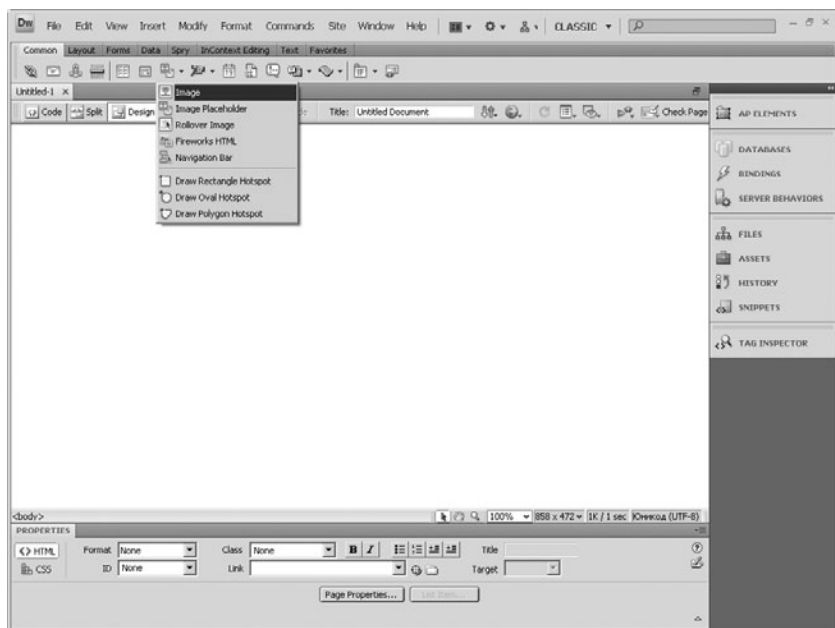 Dw File Edit View Insert Modify Format Commands Site Window Help CLASSIC
Common Layout Forms Data Spry InContext Editing Text Favorites
Untitled-1 ×
Code Split Design Title: Untitled Document Check Page
Image
Image Placeholder
Rollover Image
Fireworks HTML
Navigation Bar
Draw Rectangle Hotspot
Draw Oval Hotspot
Draw Polygon Hotspot
AP ELEMENTS
DATABASES
BINDINGS
SERVER BEHAVIORS
FILES
ASSETS
HISTORY
SNIPPETS
TAG INSPECTOR
<body> 100% 858 x 472 1K / 1 sec Юникод (UTF-8)
PROPERTIES
<> HTML Format None Class None B I Title
CSS ID None Link Target
Page Properties... List Item...